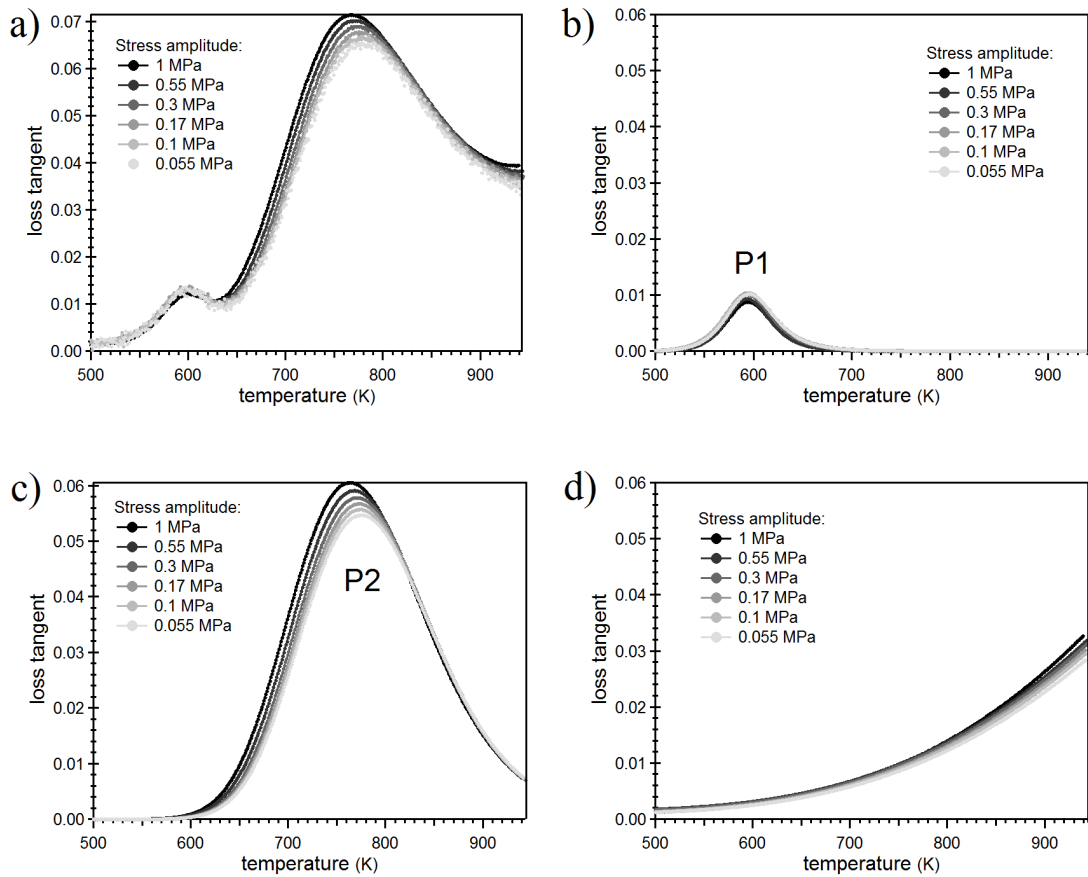 a)
Stress amplitude:
1 MPa
0.55 MPa
0.3 MPa
0.17 MPa
0.1 MPa
0.055 MPa
loss tangent
0.07
0.06
0.05
0.04
0.03
0.02
0.01
0.00
500 600 700 800 900
temperature (K)
b)
Stress amplitude:
1 MPa
0.55 MPa
0.3 MPa
0.17 MPa
0.1 MPa
0.055 MPa
P1
loss tangent
0.06
0.05
0.04
0.03
0.02
0.01
0.00
500 600 700 800 900
temperature (K)
c)
Stress amplitude:
1 MPa
0.55 MPa
0.3 MPa
0.17 MPa
0.1 MPa
0.055 MPa
P2
loss tangent
0.06
0.05
0.04
0.03
0.02
0.01
0.00
500 600 700 800 900
temperature (K)
d)
Stress amplitude:
1 MPa
0.55 MPa
0.3 MPa
0.17 MPa
0.1 MPa
0.055 MPa
loss tangent
0.06
0.05
0.04
0.03
0.02
0.01
0.00
500 600 700 800 900
temperature (K)